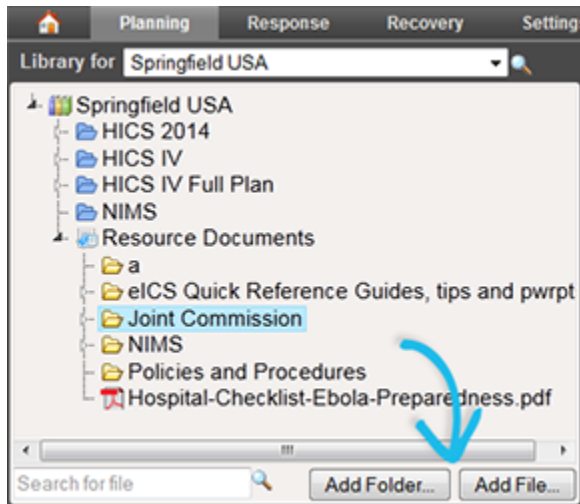 Planning Response Recovery Setting
Library for Springfield USA
Springfield USA
HICS 2014
HICS IV
HICS IV Full Plan
NIMS
Resource Documents
a
eICS Quick Reference Guides, tips and pwrpt
Joint Commission
NIMS
Policies and Procedures
Hospital-Checklist-Ebola-Preparedness.pdf
Search for file Add Folder... Add File...